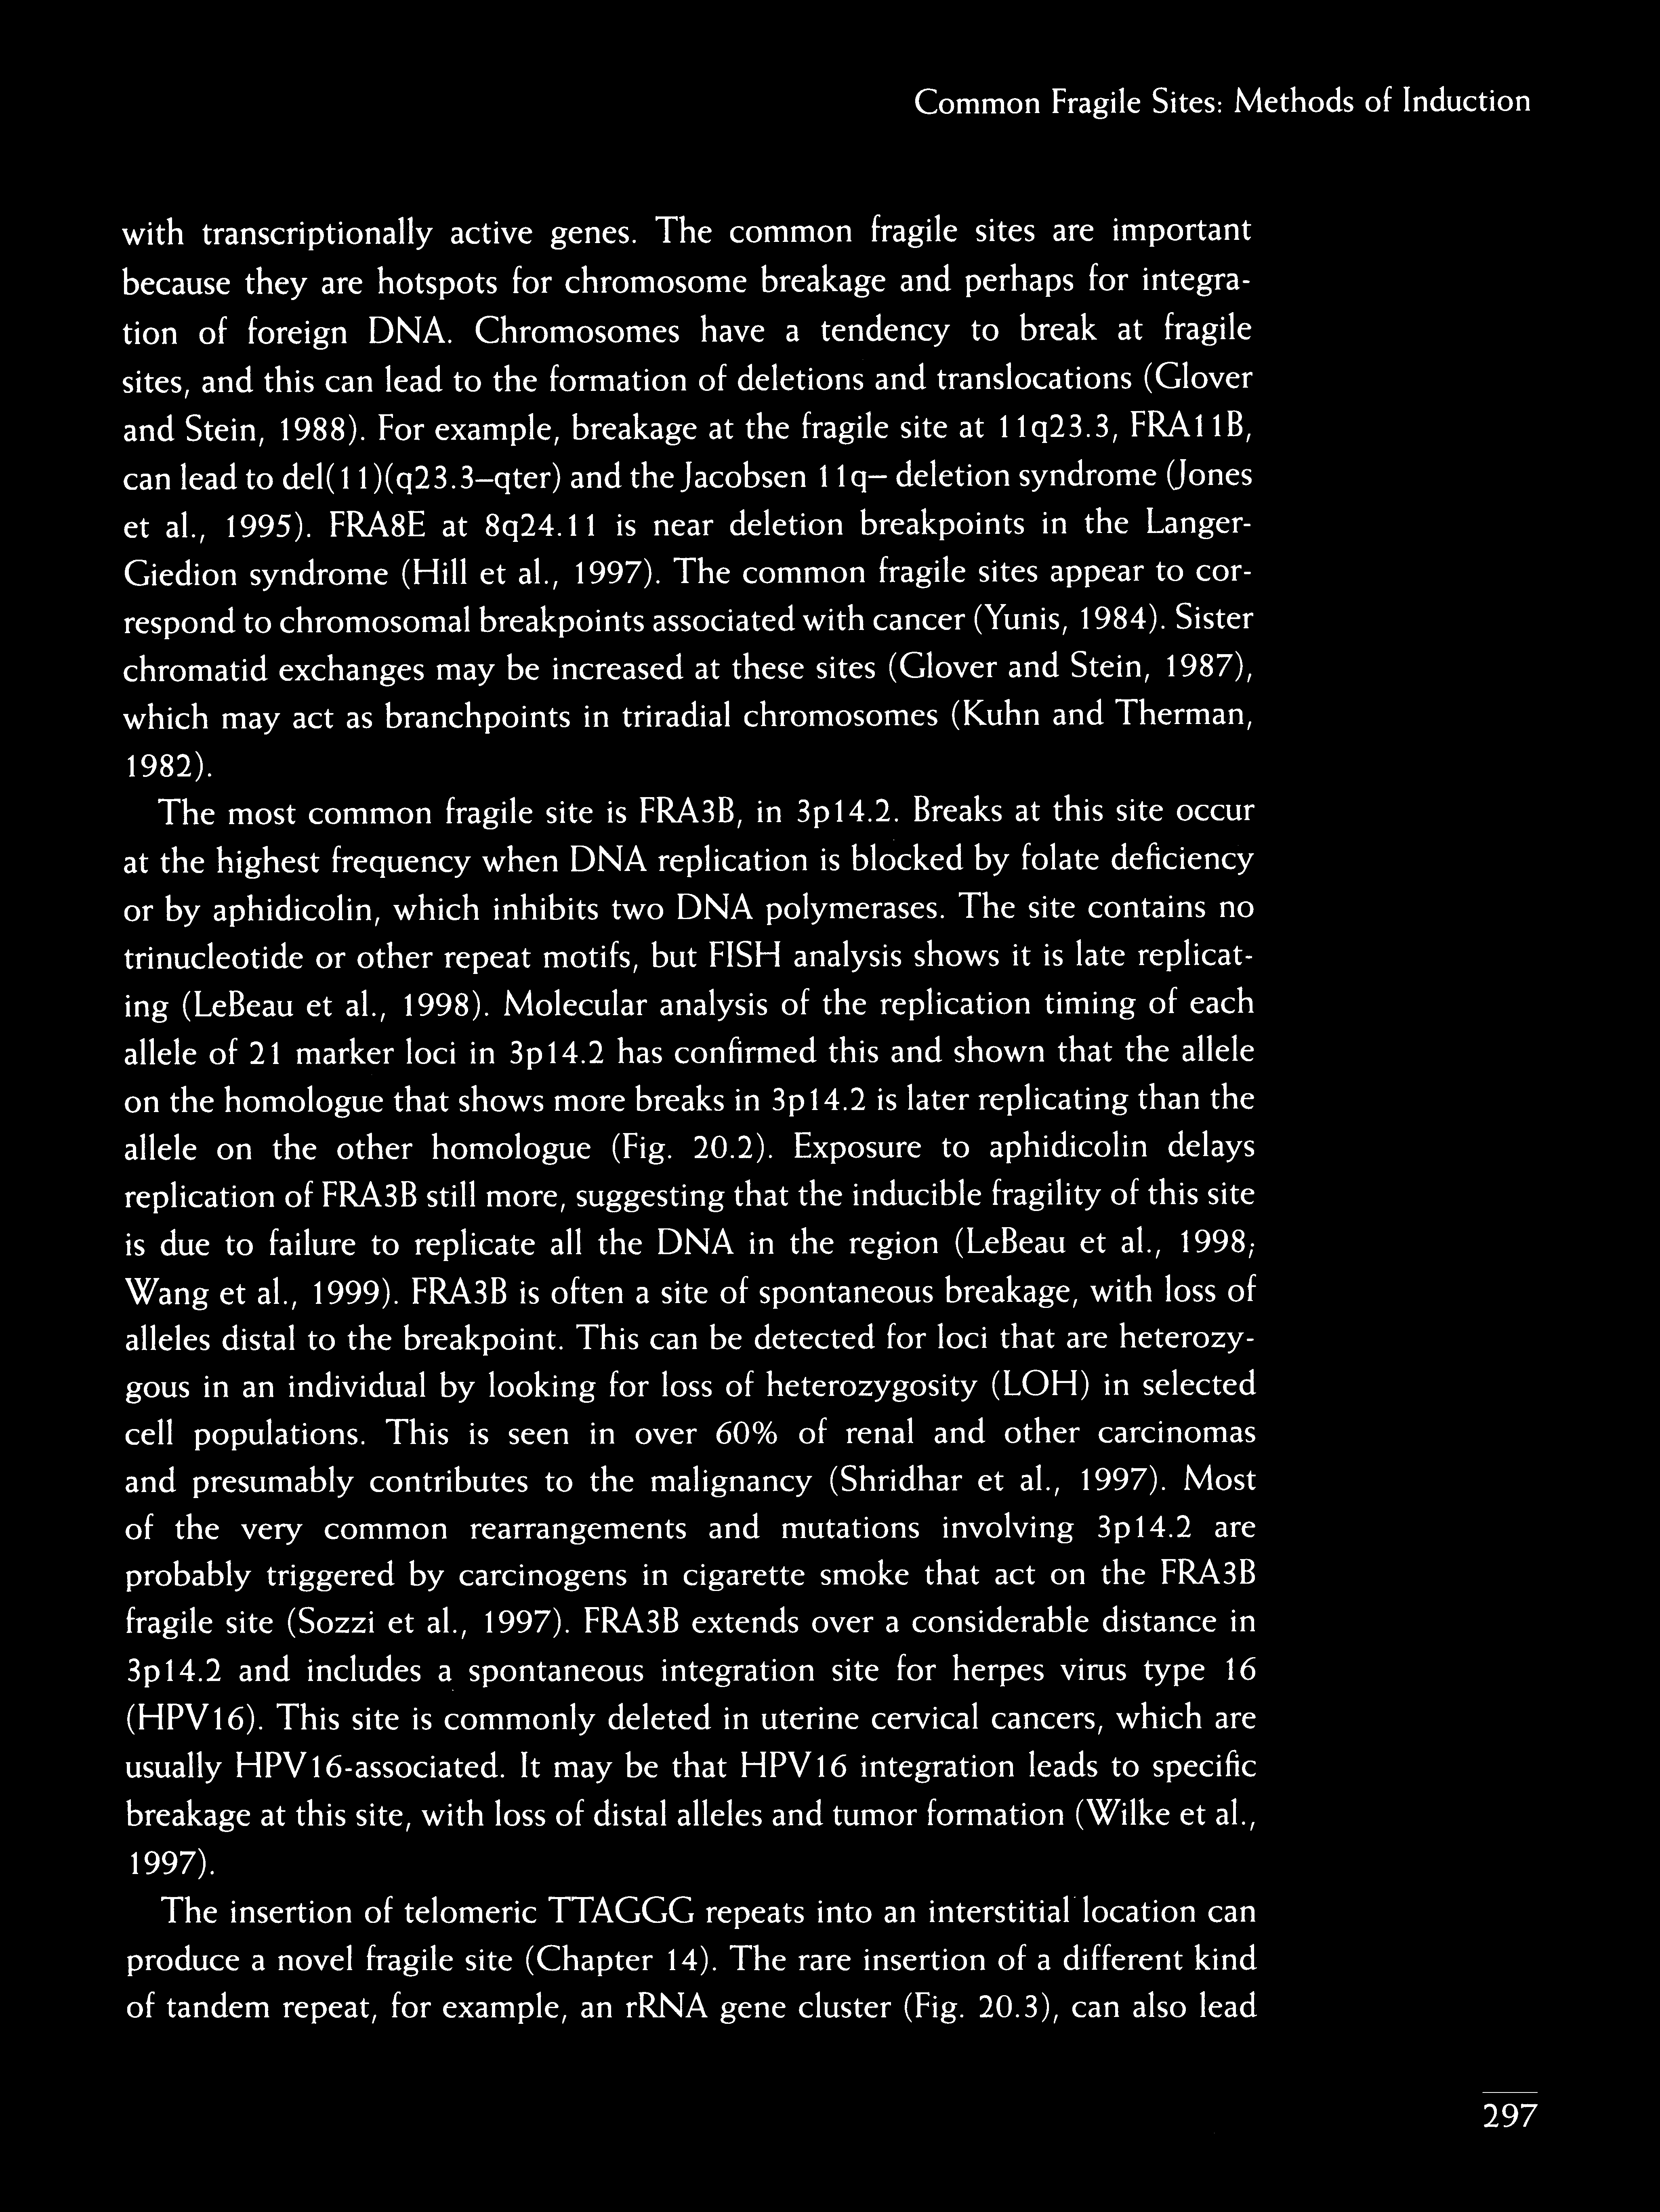 Common Fragile Sites: Methods of Induction
with transcriptionally active genes. The common fragile sites are important
because they are hotspots for chromosome breakage and perhaps for integra-
tion of foreign DNA. Chromosomes have a tendency to break at fragile
sites, and this can lead to the formation of deletions and translocations (Glover
and Stein, 1988). For example, breakage at the fragile site at 11q23.3, FRA11B,
can lead to del(11)(q23.3–qter) and the Jacobsen 11q– deletion syndrome (Jones
et al., 1995). FRA8E at 8q24.11 is near deletion breakpoints in the Langer-
Giedion syndrome (Hill et al., 1997). The common fragile sites appear to cor-
respond to chromosomal breakpoints associated with cancer (Yunis, 1984). Sister
chromatid exchanges may be increased at these sites (Glover and Stein, 1987),
which may act as branchpoints in triradial chromosomes (Kuhn and Therman,
1982).
The most common fragile site is FRA3B, in 3p14.2. Breaks at this site occur
at the highest frequency when DNA replication is blocked by folate deficiency
or by aphidicolin, which inhibits two DNA polymerases. The site contains no
trinucleotide or other repeat motifs, but FISH analysis shows it is late replicat-
ing (LeBeau et al., 1998). Molecular analysis of the replication timing of each
allele of 21 marker loci in 3p14.2 has confirmed this and shown that the allele
on the homologue that shows more breaks in 3p14.2 is later replicating than the
allele on the other homologue (Fig. 20.2). Exposure to aphidicolin delays
replication of FRA3B still more, suggesting that the inducible fragility of this site
is due to failure to replicate all the DNA in the region (LeBeau et al., 1998;
Wang et al., 1999). FRA3B is often a site of spontaneous breakage, with loss of
alleles distal to the breakpoint. This can be detected for loci that are heterozy-
gous in an individual by looking for loss of heterozygosity (LOH) in selected
cell populations. This is seen in over 60% of renal and other carcinomas
and presumably contributes to the malignancy (Shridhar et al., 1997). Most
of the very common rearrangements and mutations involving 3p14.2 are
probably triggered by carcinogens in cigarette smoke that act on the FRA3B
fragile site (Sozzi et al., 1997). FRA3B extends over a considerable distance in
3p14.2 and includes a spontaneous integration site for herpes virus type 16
(HPV16). This site is commonly deleted in uterine cervical cancers, which are
usually HPV16-associated. It may be that HPV16 integration leads to specific
breakage at this site, with loss of distal alleles and tumor formation (Wilke et al.,
1997).
The insertion of telomeric TTAGGG repeats into an interstitial location can
produce a novel fragile site (Chapter 14). The rare insertion of a different kind
of tandem repeat, for example, an rRNA gene cluster (Fig. 20.3), can also lead
297